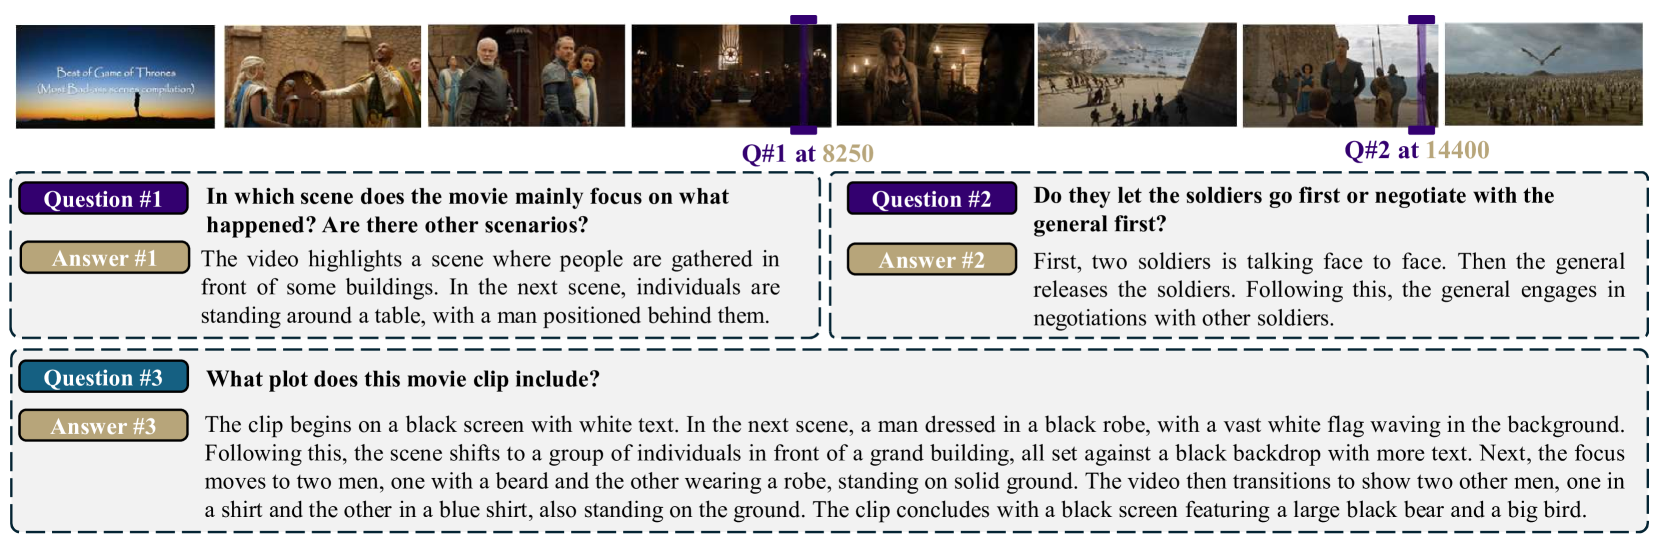 Best of Game of Thrones
(Most Bad-ass scenes compilation)
Q#1 at 8250
Q#2 at 14400
Question #1
In which scene does the movie mainly focus on what
happened? Are there other scenarios?
Answer #1
The video highlights a scene where people are gathered in
front of some buildings. In the next scene, individuals are
standing around a table, with a man positioned behind them.
Question #2
Do they let the soldiers go first or negotiate with the
general first?
Answer #2
First, two soldiers is talking face to face. Then the general
releases the soldiers. Following this, the general engages in
negotiations with other soldiers.
Question #3
What plot does this movie clip include?
Answer #3
The clip begins on a black screen with white text. In the next scene, a man dressed in a black robe, with a vast white flag waving in the background.
Following this, the scene shifts to a group of individuals in front of a grand building, all set against a black backdrop with more text. Next, the focus
moves to two men, one with a beard and the other wearing a robe, standing on solid ground. The video then transitions to show two other men, one in
a shirt and the other in a blue shirt, also standing on the ground. The clip concludes with a black screen featuring a large black bear and a big bird.